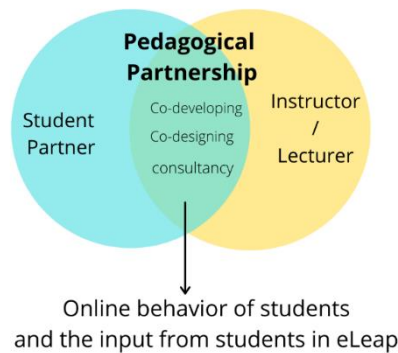 Pedagogical
Partnership
Student
Partner
Co-developing
Co-designing
consultancy
Instructor
/
Lecturer
Online behavior of students
and the input from students in eLeap